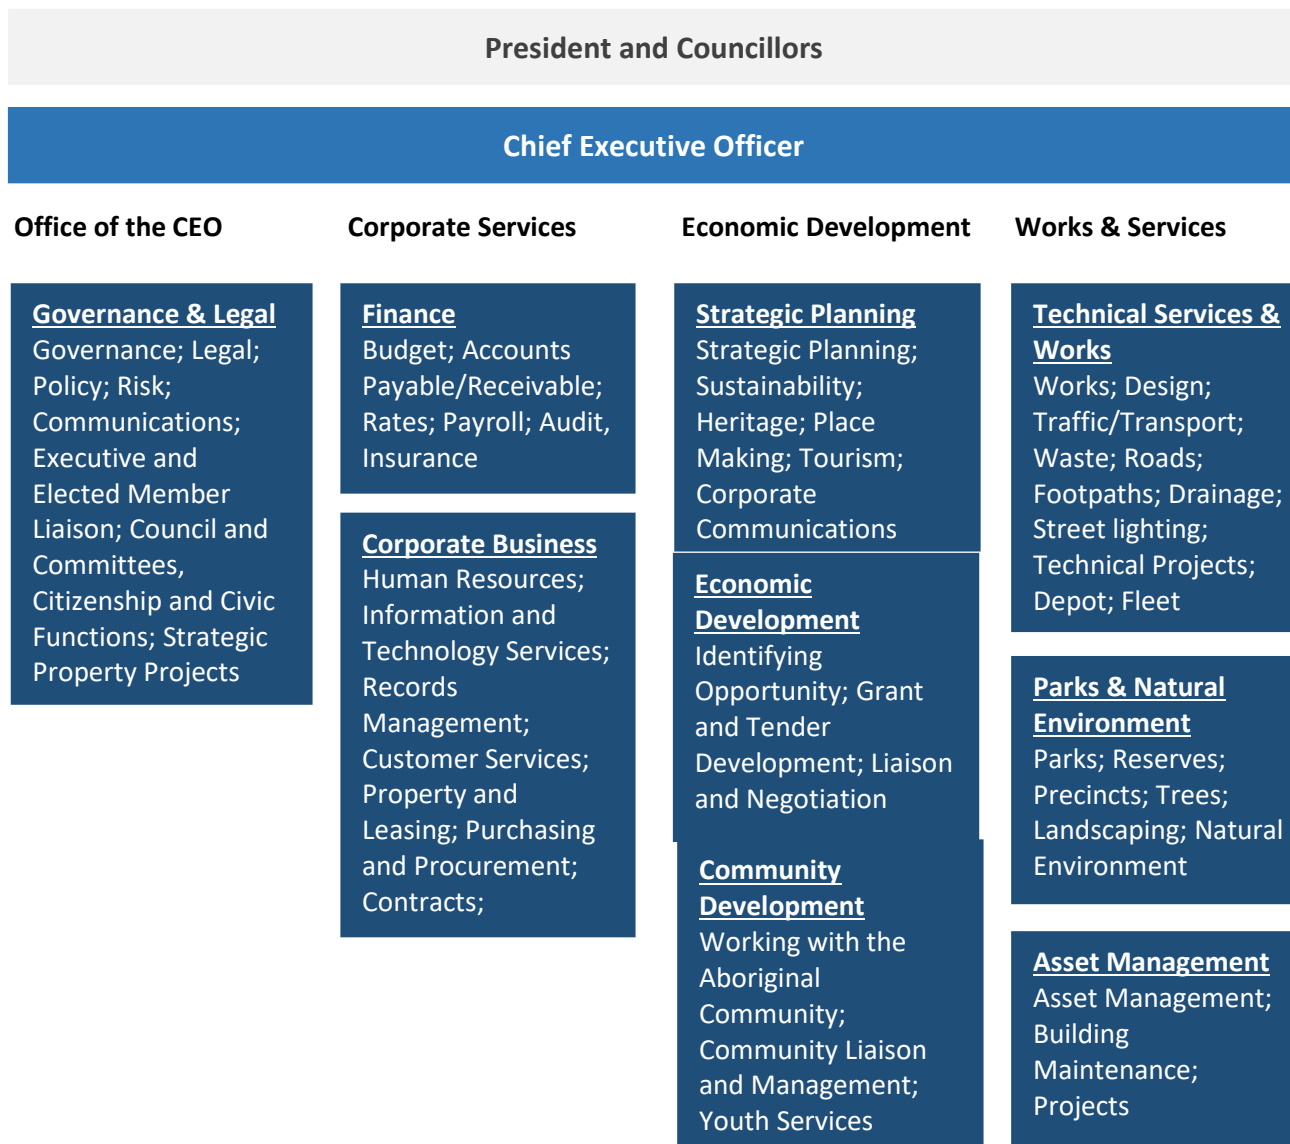 President and Councillors
Chief Executive Officer
Office of the CEO
Corporate Services
Economic Development
Works & Services
Governance & Legal
Governance; Legal;
Policy; Risk;
Communications;
Executive and
Elected Member
Liaison; Council and
Committees,
Citizenship and Civic
Functions; Strategic
Property Projects
Finance
Budget; Accounts
Payable/Receivable;
Rates; Payroll; Audit,
Insurance
Corporate Business
Human Resources;
Information and
Technology Services;
Records
Management;
Customer Services;
Property and
Leasing; Purchasing
and Procurement;
Contracts;
Strategic Planning
Strategic Planning;
Sustainability;
Heritage; Place
Making; Tourism;
Corporate
Communications
Economic
Development
Identifying
Opportunity; Grant
and Tender
Development; Liaison
and Negotiation
Community
Development
Working with the
Aboriginal
Community;
Community Liaison
and Management;
Youth Services
Technical Services &
Works
Works; Design;
Traffic/Transport;
Waste; Roads;
Footpaths; Drainage;
Street lighting;
Technical Projects;
Depot; Fleet
Parks & Natural
Environment
Parks; Reserves;
Precincts; Trees;
Landscaping; Natural
Environment
Asset Management
Asset Management;
Building
Maintenance;
Projects